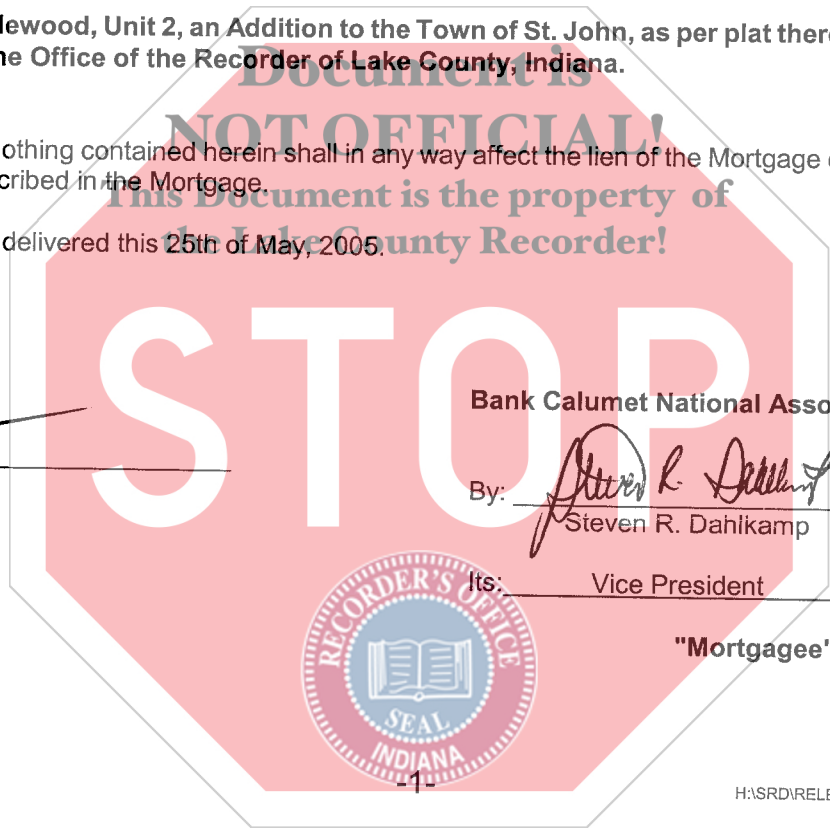 lewood, Unit 2, an Addition to the Town of St. John, as per plat there
ne Office of the Recorder of Lake County, Indiana.
Document is
NOT OFFICIAL!
othing contained herein shall in any way affect the lien of the Mortgage
cribed in the Mortgage.
This Document is the property of
the Lake County Recorder!
delivered this 25th of May, 2005.
STOP
Bank Calumet National Asso
By: Steven R. Dahlkamp
Steven R. Dahlkamp
Its: Vice President
"Mortgagee"
RECORDER'S OFFICE
SEAL
INDIANA
-1-
H:\SRD\RELE